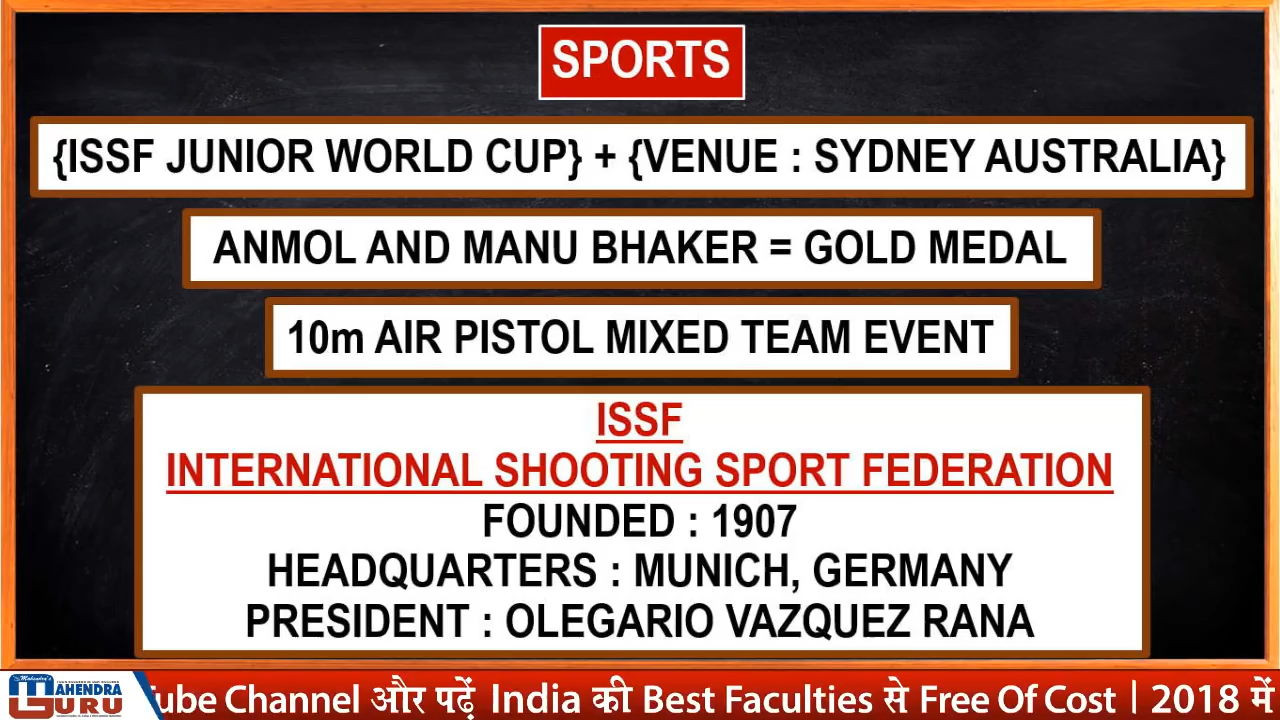 SPORTS
{ISSF JUNIOR WORLD CUP} + {VENUE : SYDNEY AUSTRALIA}
ANMOL AND MANU BHAKER = GOLD MEDAL
10m AIR PISTOL MIXED TEAM EVENT
ISSF
INTERNATIONAL SHOOTING SPORT FEDERATION
FOUNDED : 1907
HEADQUARTERS : MUNICH, GERMANY
PRESIDENT : OLEGARIO VAZQUEZ RANA
Mahendra's
MAHENDRA
GURU
ube Channel और पढ़ें India की Best Faculties से Free Of Cost | 2018 में